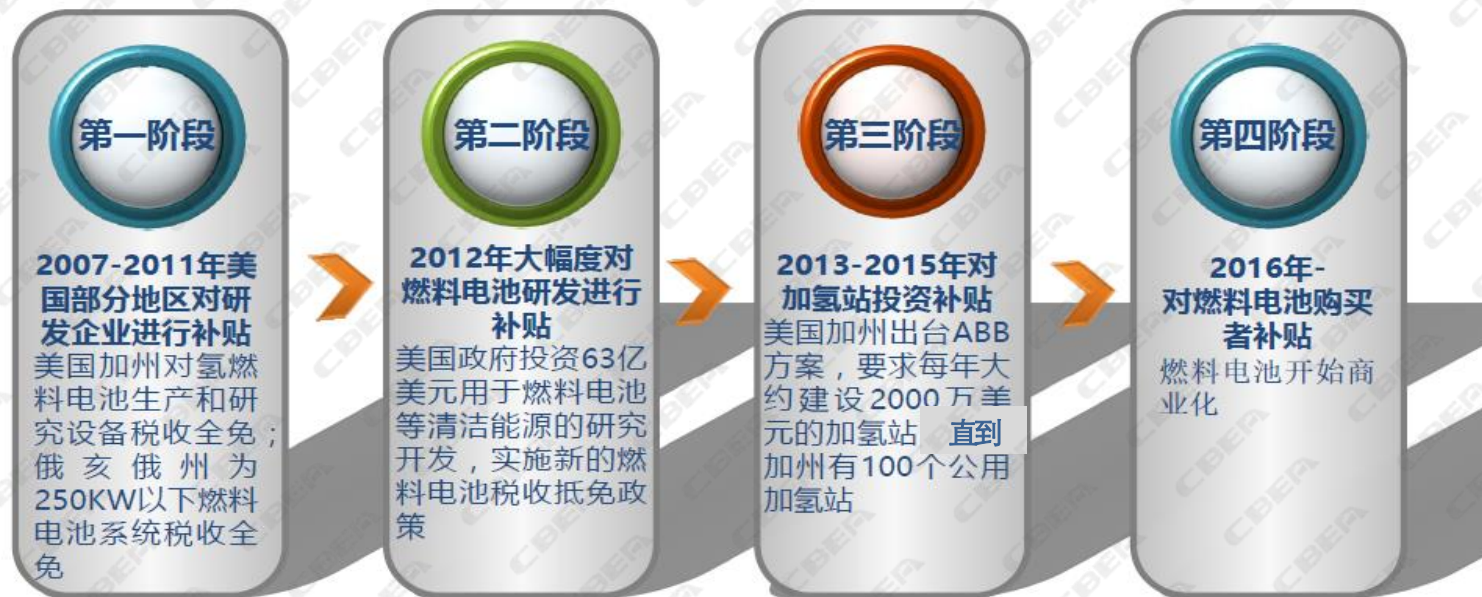 第一阶段
2007-2011年美
国部分地区对研
发企业进行补贴
美国加州对氢燃
料电池生产和研
究设备税收全免；
俄亥俄州为
250KW以下燃料
电池系统税收全
免
第二阶段
2012年大幅度对
燃料电池研发进行
补贴
美国政府投资63亿
美元用于燃料电池
等清洁能源的研究
开发，实施新的燃
料电池税收抵免政
策
第三阶段
2013-2015年对
加氢站投资补贴
美国加州出台ABB
方案，要求每年大
约建设2000万美
元的加氢站 直到
加州有100个公用
加氢站
第四阶段
2016年-
对燃料电池购买
者补贴
燃料电池开始商
业化
CBEA